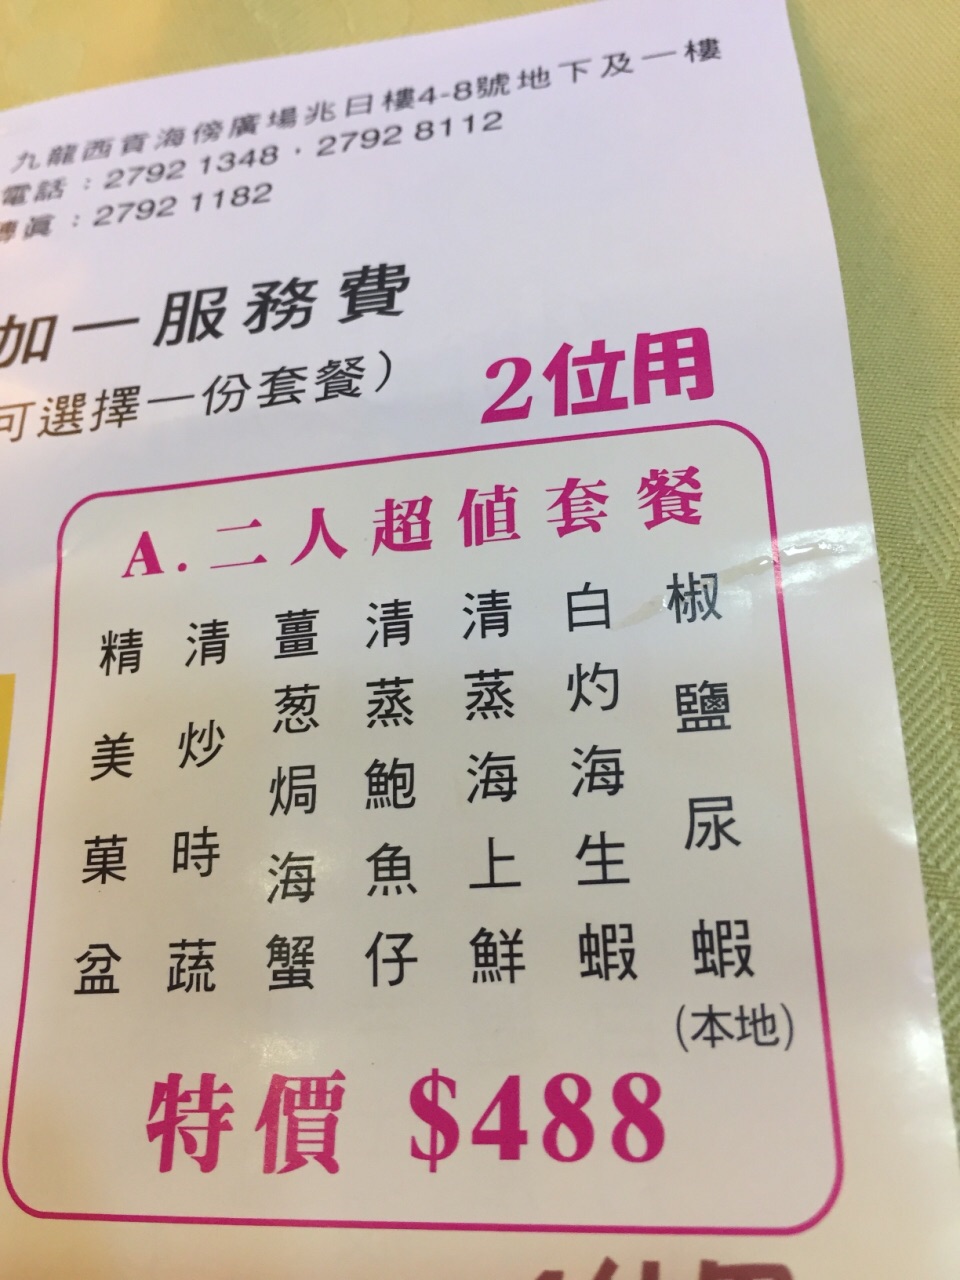 九龍西貢海傍廣場兆日樓4-8號地下及一樓
電話：2792 1348，2792 8112
傳眞：2792 1182
加一服務費
可選擇一份套餐）
2位用
A.二人超值套餐
椒鹽尿蝦(本地)
白灼海生蝦
清蒸海上鮮
清蒸鮑魚仔
薑葱焗海蟹
清炒時蔬
精美菓盆
特價 $488